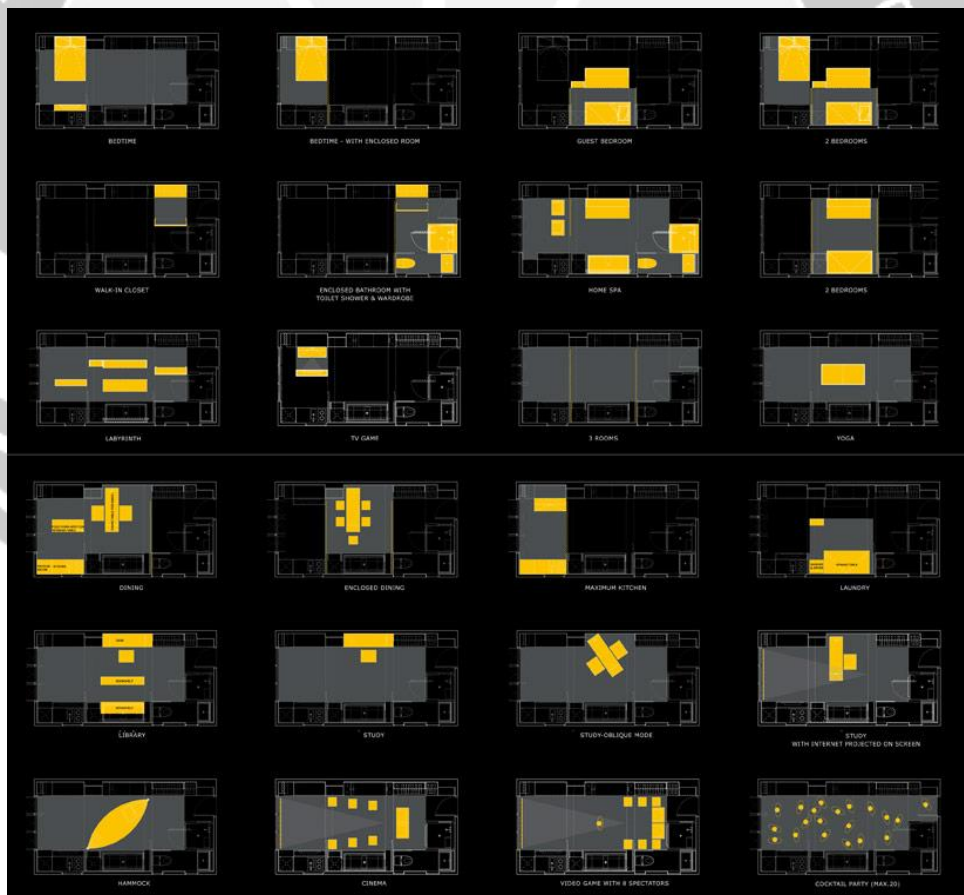 BEDTIME
BEDTIME - WITH ENCLOSED ROOM
GUEST BEDROOM
2 BEDROOMS
WALK-IN CLOSET
ENCLOSED BATHROOM WITH
TOILET SHOWER & WARDROBE
HOME SPA
2 BEDROOMS
LABYRINTH
TV GAME
3 ROOMS
YOGA
DINING
ENCLOSED DINING
MAXIMUM KITCHEN
LAUNDRY
LIBRARY
STUDY
STUDY-OBLIQUE MODE
STUDY
WITH INTERNET PROJECTED ON SCREEN
HAMMOCK
CINEMA
VIDEO GAME WITH 8 SPECTATORS
COCKTAIL PARTY (MAX.20)